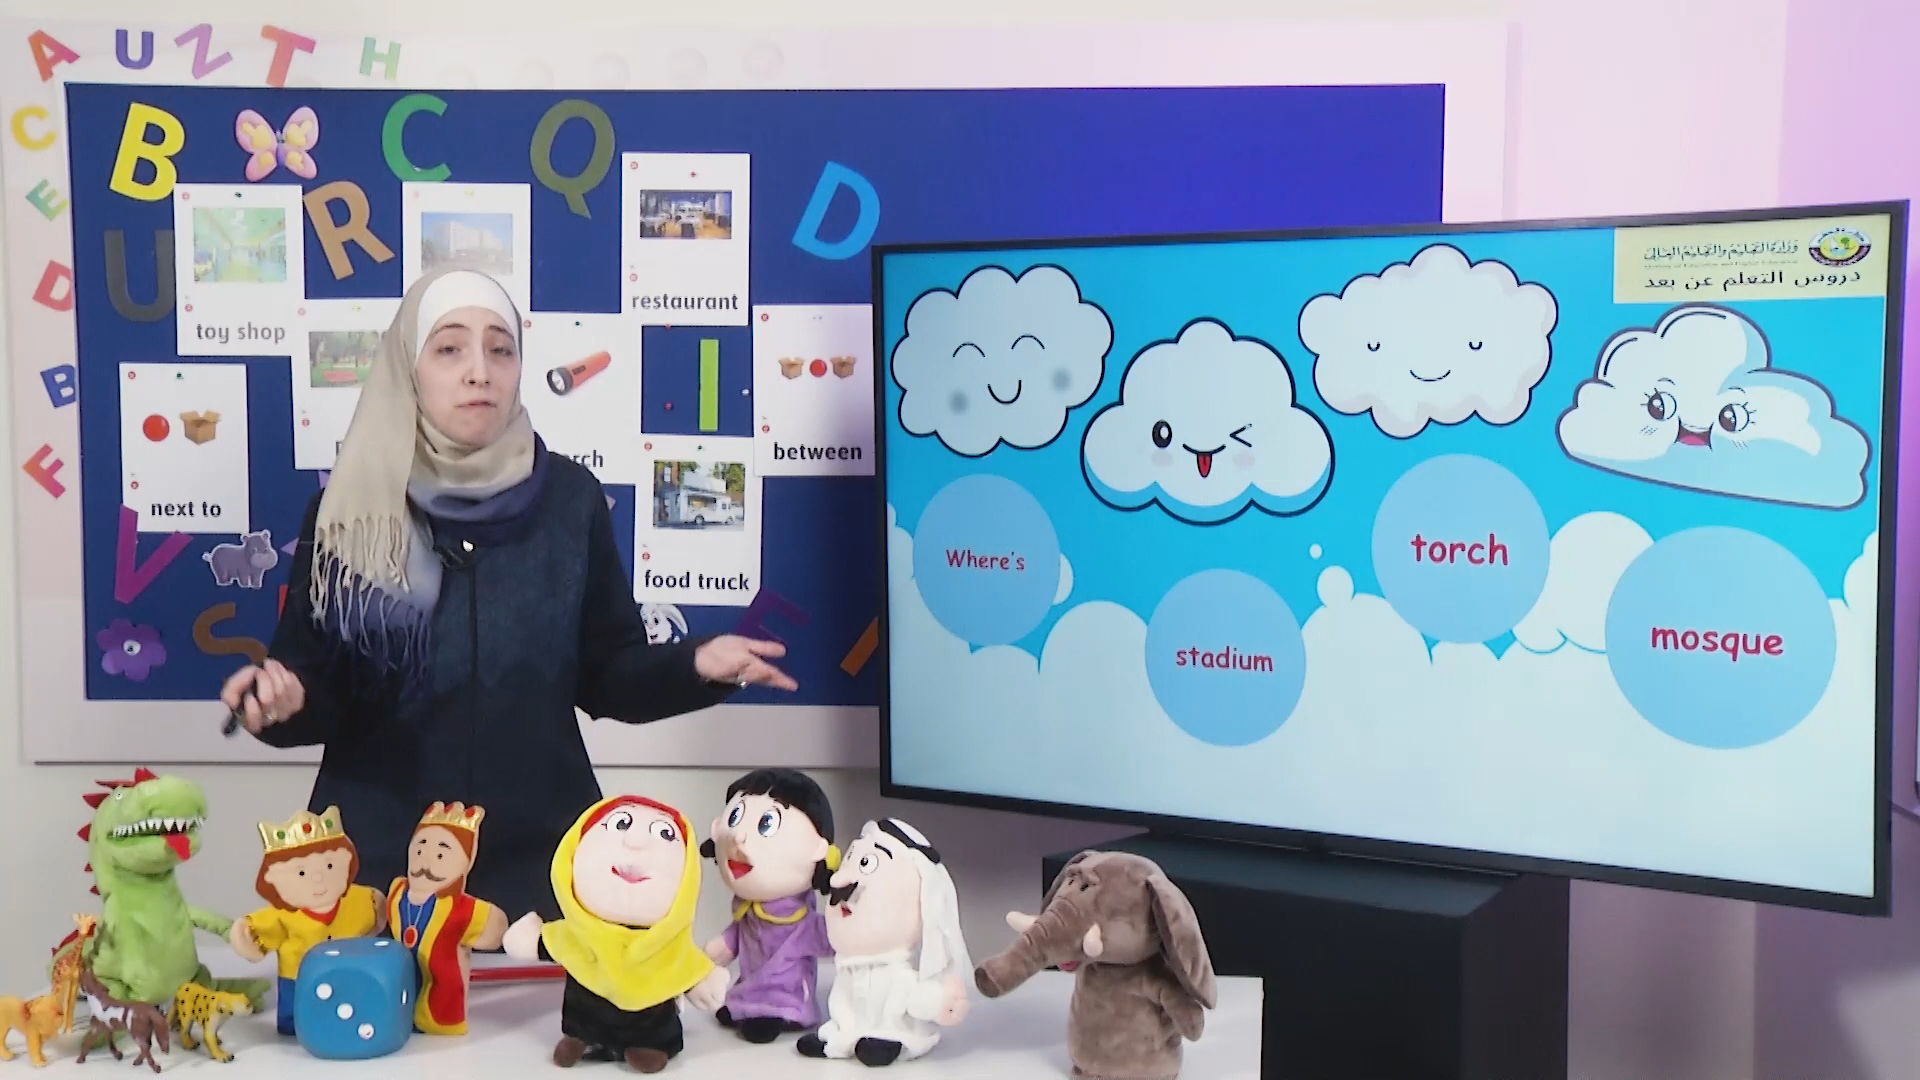 A U Z T H
B C Q
C
R
D
E
U
toy shop
restaurant
D
I
B
between
next to
F
V
food truck
S
وزارة التعليم والتعليم العالي
دروس التعلم عن بعد
Where's
stadium
torch
mosque